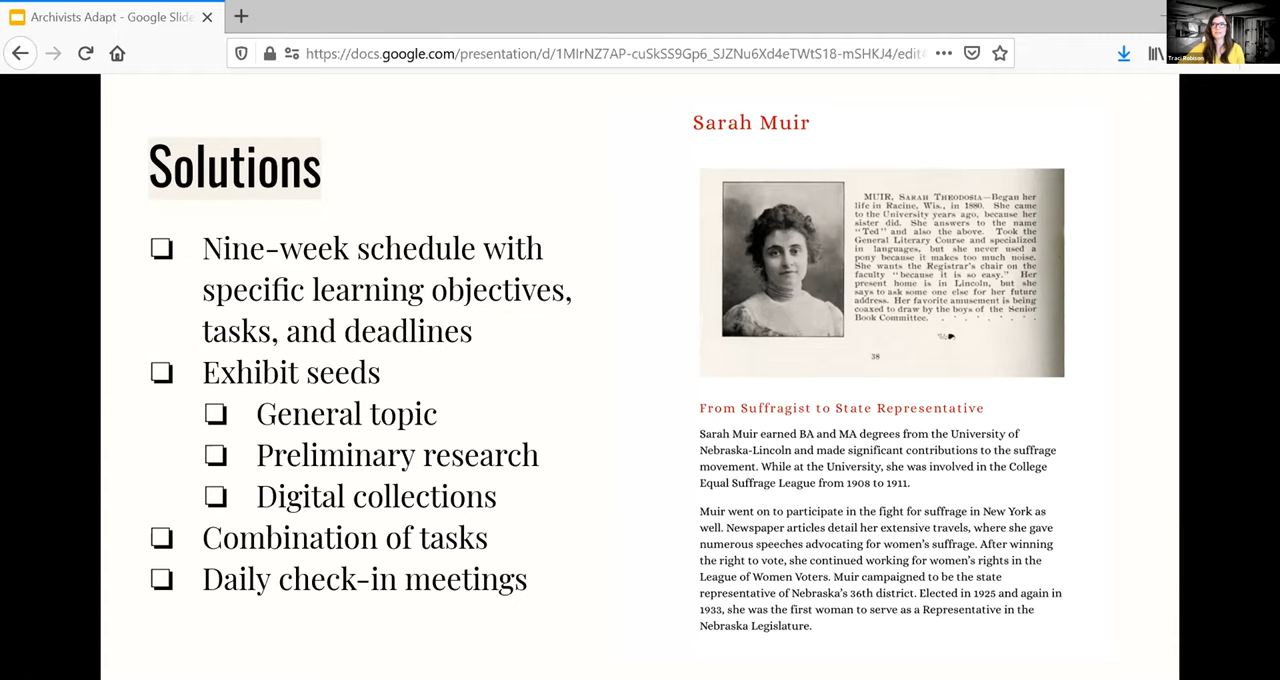 Archivists Adapt - Google Slide
https://docs.google.com/presentation/d/1MIrNZ7AP-cuSkSS9Gp6_SJZNu6Xd4eTWtS18-mSHKJ4/edit
Traci Robison
Solutions
Nine-week schedule with
specific learning objectives,
tasks, and deadlines
Exhibit seeds
General topic
Preliminary research
Digital collections
Combination of tasks
Daily check-in meetings
Sarah Muir
MUIR, SARAH THEODOSIA—Began her
life in Racine, Wis., in 1880. She came
to the University years ago, because her
sister did. She answers to the name
"Ted" and also the above. Took the
General Literary Course and specialized
in languages, but she never used a
pony because it makes too much noise.
She wants the Registrar's chair on the
faculty "because it is so easy." Her
present home is in Lincoln, but she
says to ask some one else for her future
address. Her favorite amusement is being
coaxed to draw by the boys of the Senior
Book Committee. . . . . . . .
38
From Suffragist to State Representative
Sarah Muir earned BA and MA degrees from the University of
Nebraska-Lincoln and made significant contributions to the suffrage
movement. While at the University, she was involved in the College
Equal Suffrage League from 1908 to 1911.
Muir went on to participate in the fight for suffrage in New York as
well. Newspaper articles detail her extensive travels, where she gave
numerous speeches advocating for women's suffrage. After winning
the right to vote, she continued working for women's rights in the
League of Women Voters. Muir campaigned to be the state
representative of Nebraska's 36th district. Elected in 1925 and again in
1933, she was the first woman to serve as a Representative in the
Nebraska Legislature.